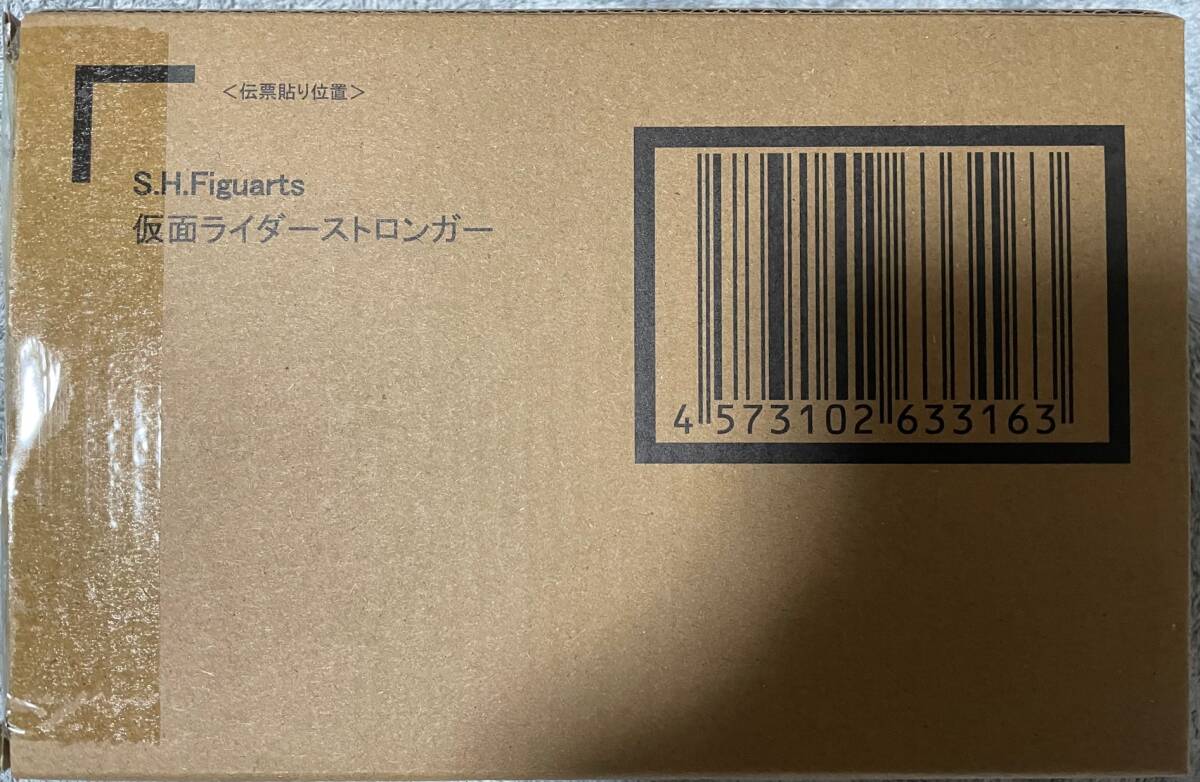 <伝票貼り位置>
S.H.Figuarts
仮面ライダーストロンガー
4 573102 633163